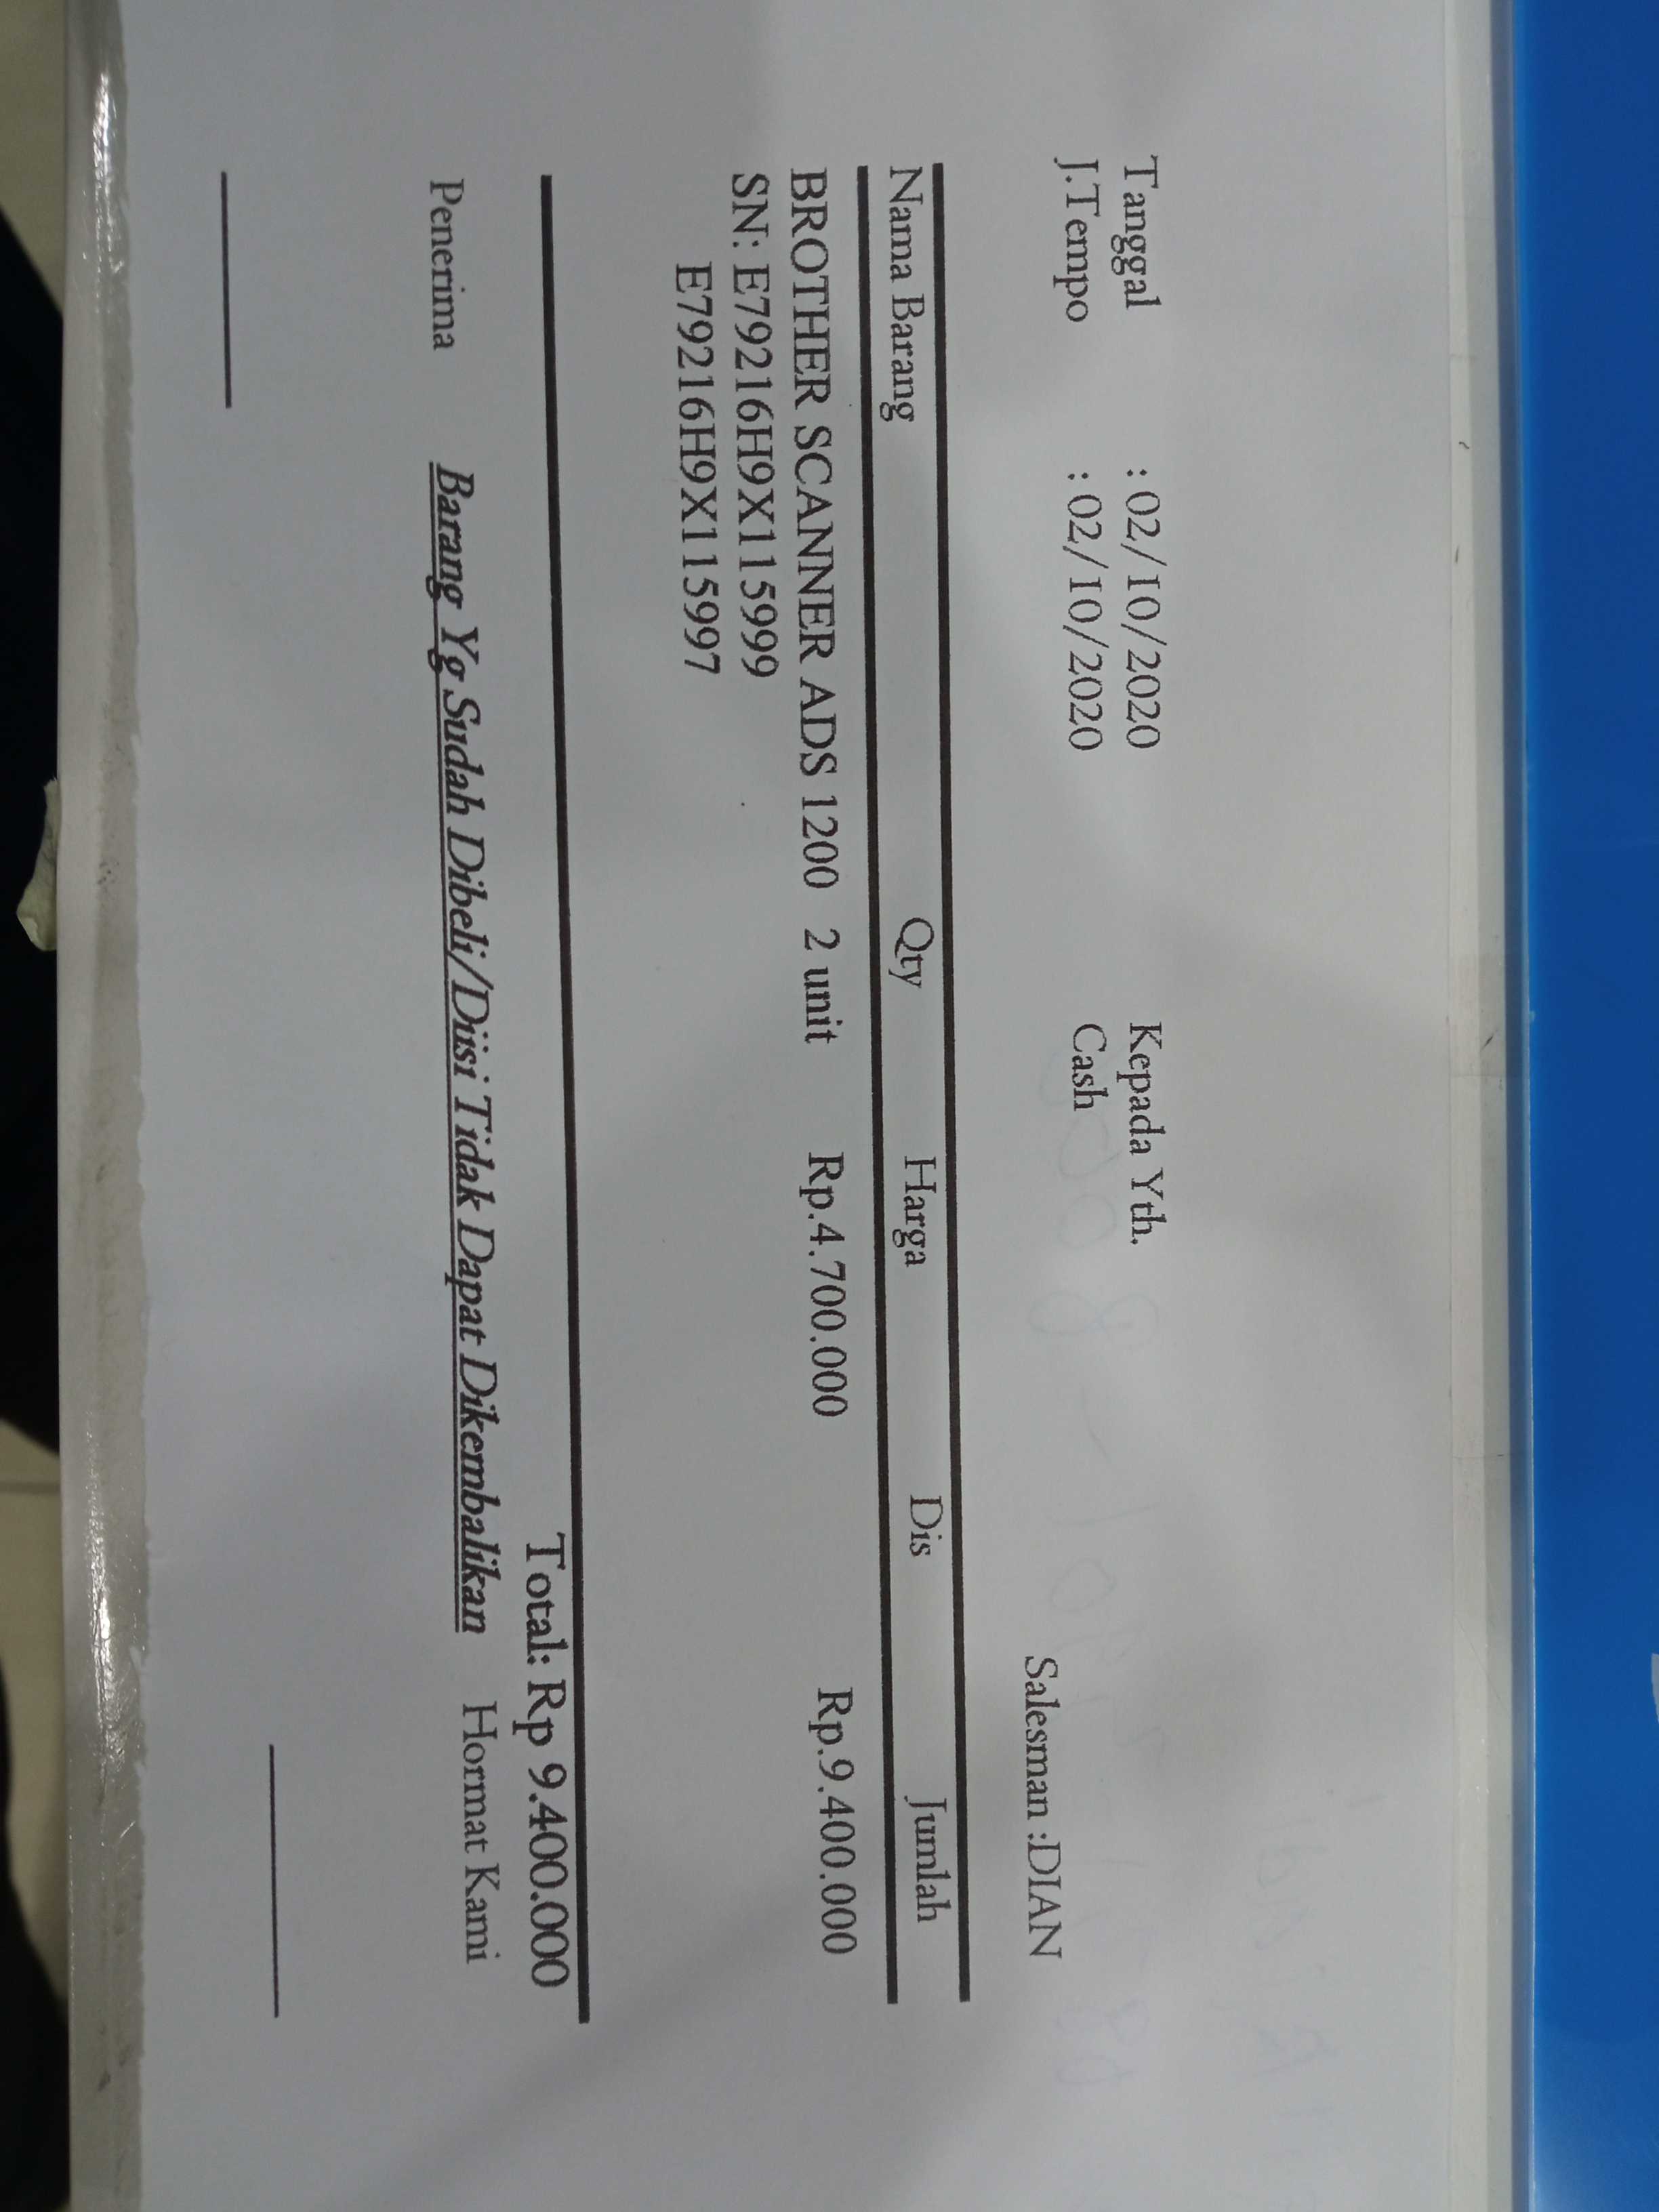 Tanggal : 02/10/2020 Kepada Yth.
J.Tempo : 02/10/2020 Cash
Salesman :DIAN
Nama Barang Qty Harga Dis Jumlah
BROTHER SCANNER ADS 1200 2 unit Rp.4.700.000 Rp.9.400.000
SN: E79216H9X115999
E79216H9X115997
Total: Rp 9.400.000
Penerima Barang Yg Sudah Dibeli/Diisi Tidak Dapat Dikembalikan Hormat Kami